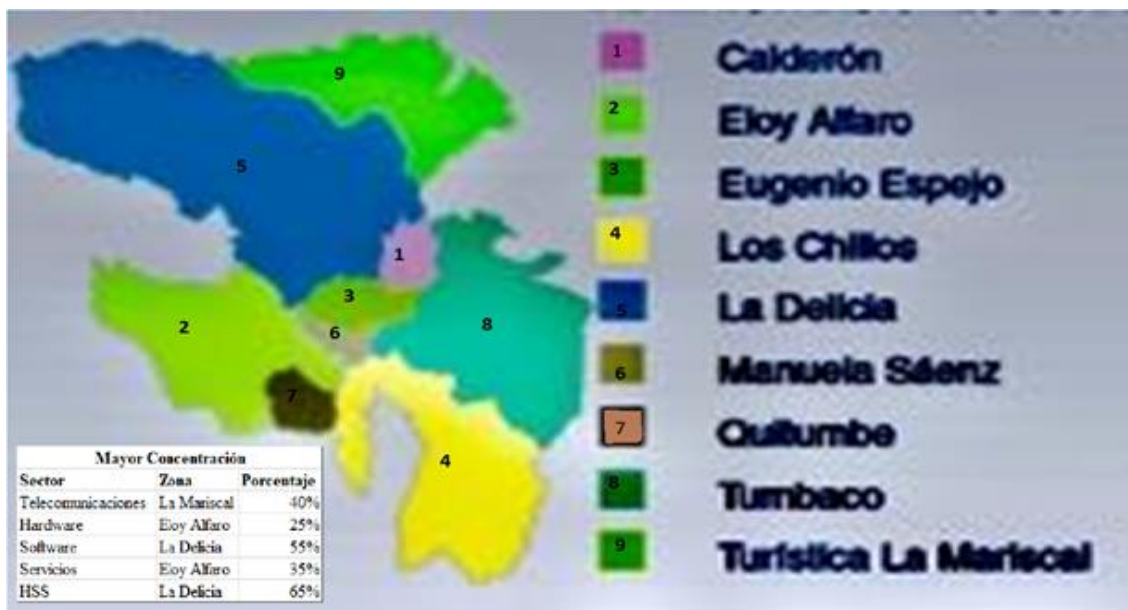 9
5
1
3
2
6
8
7
4
1 Calderón
2 Eloy Alfaro
3 Eugenio Espejo
4 Los Chillos
5 La Delicia
6 Manuela Sáenz
7 Quitumbe
8 Tumbaco
9 Turística La Mariscal
Mayor Concentración
Sector Zona Porcentaje
Telecomunicaciones La Mariscal 40%
Hardware Eloy Alfaro 25%
Software La Delicia 55%
Servicios Eloy Alfaro 35%
HSS La Delicia 65%